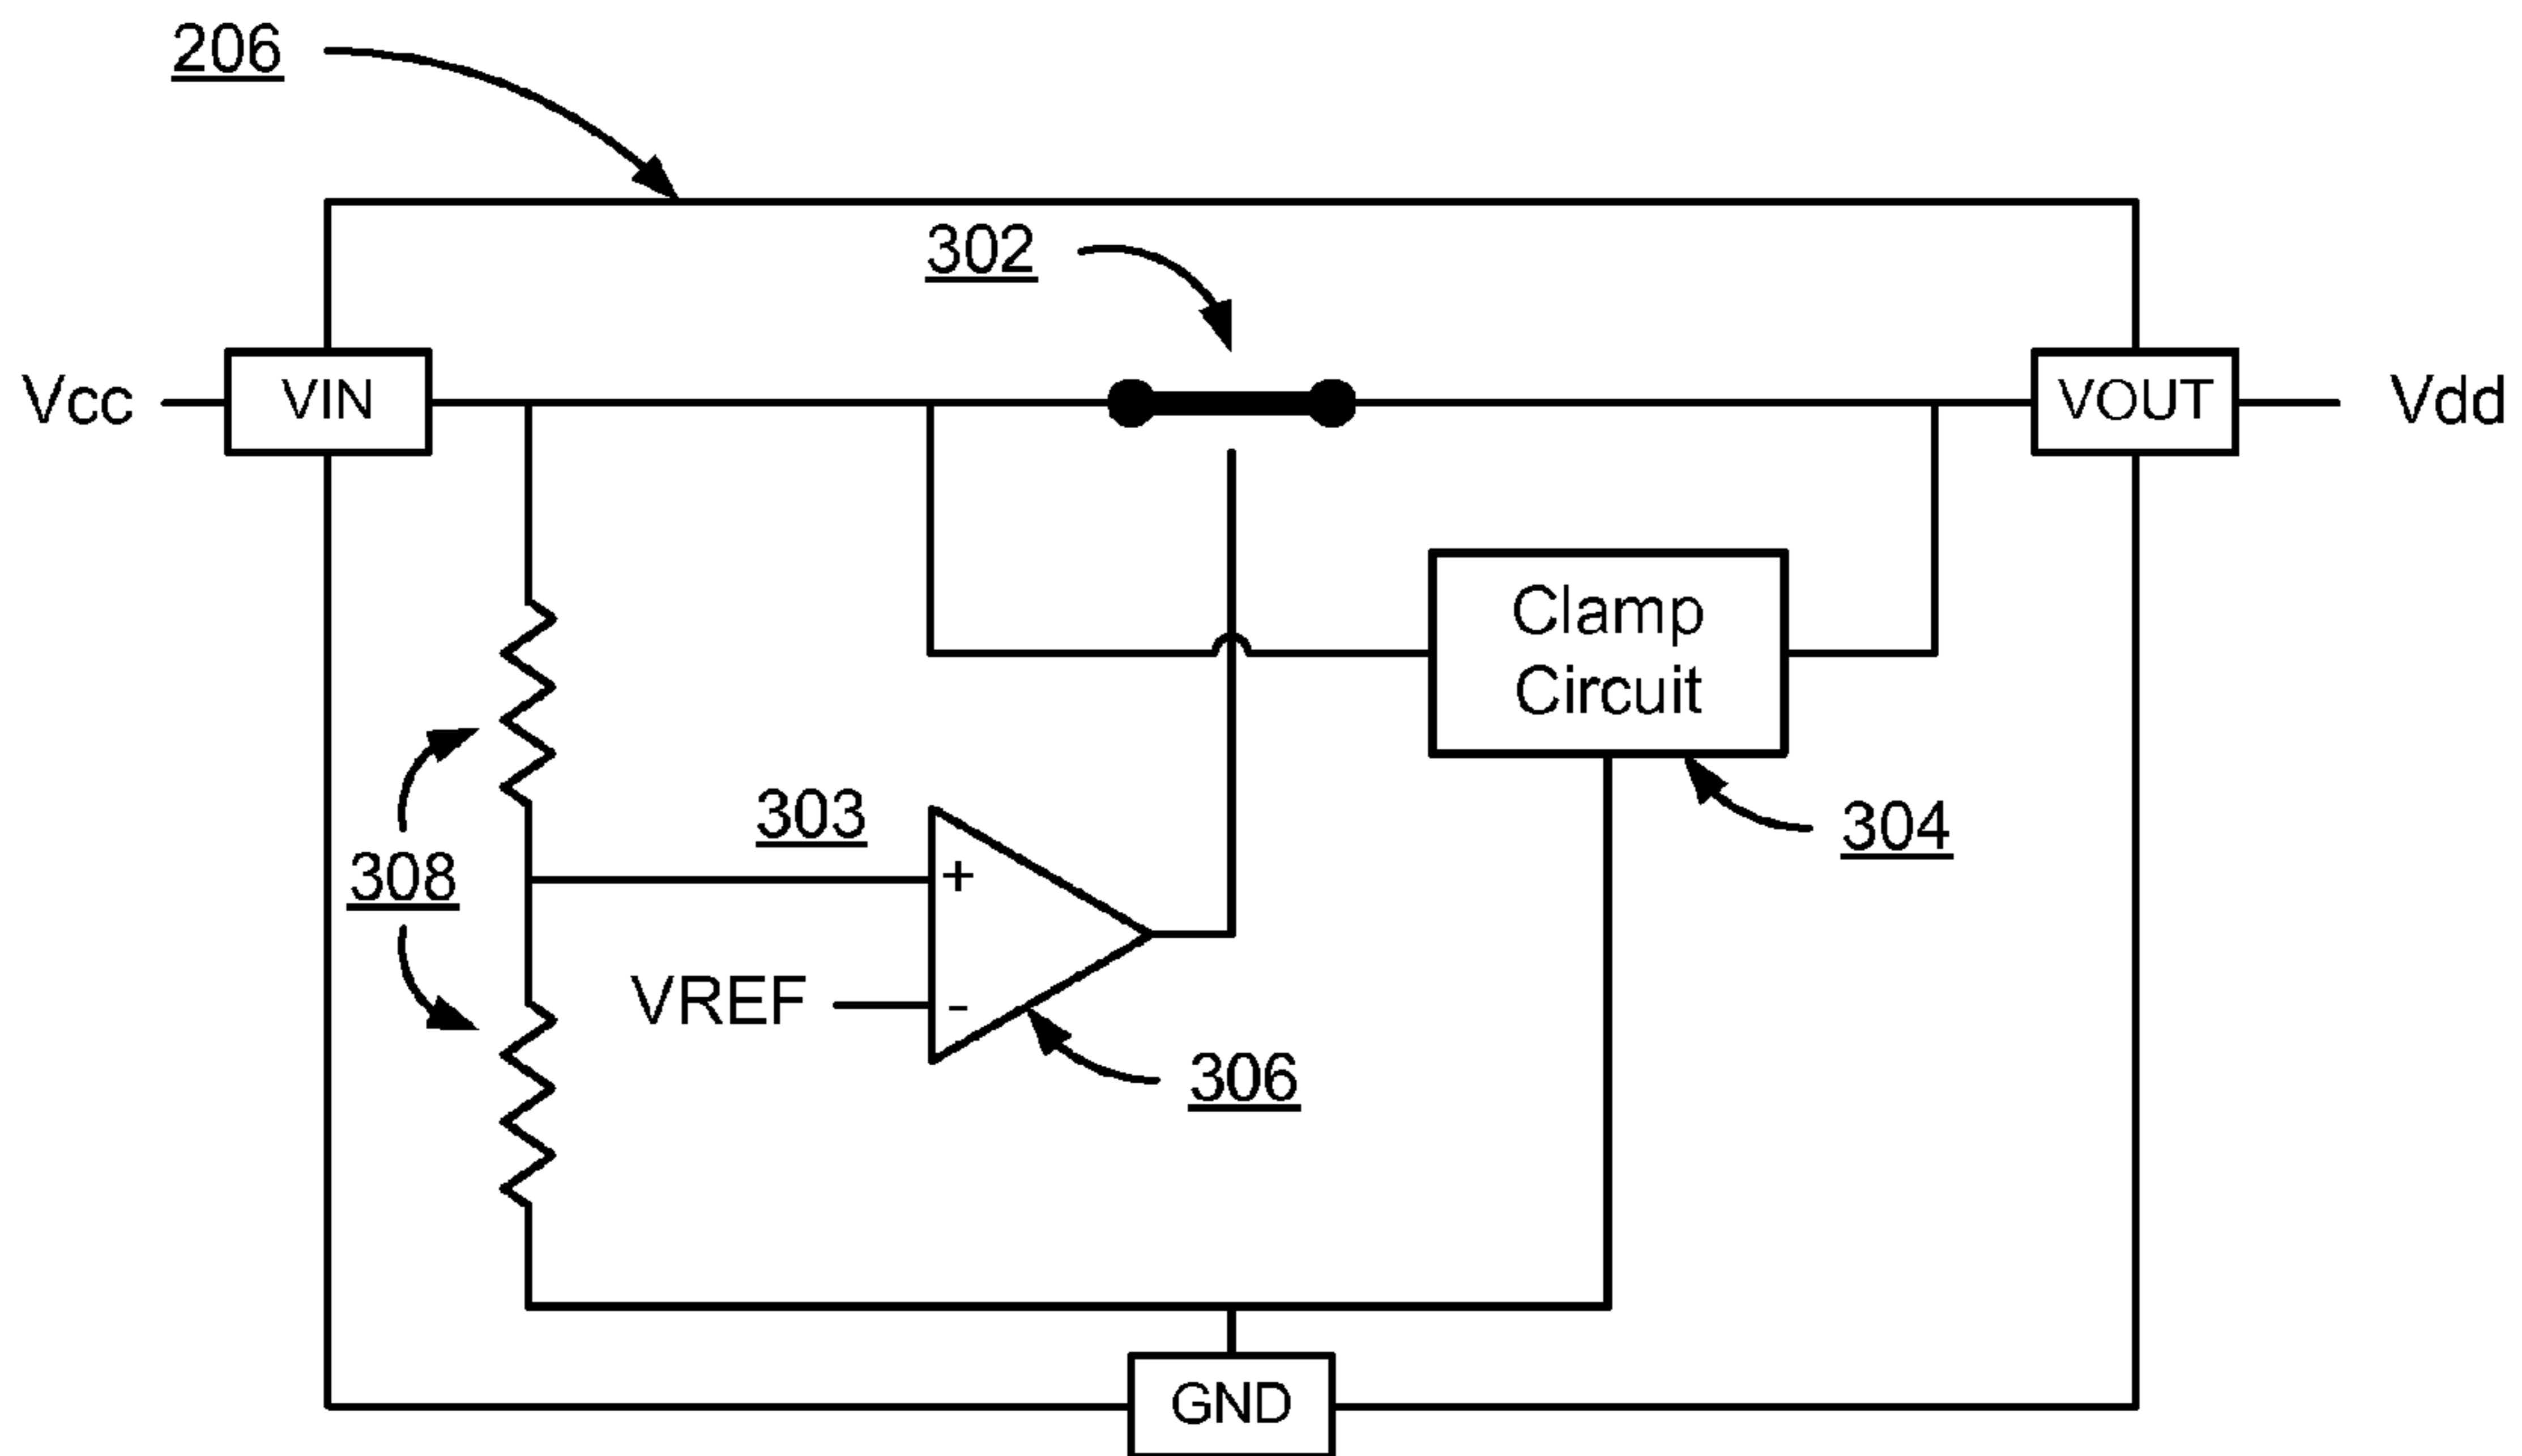 206
302
Vcc
VIN
VOUT
Vdd
Clamp
Circuit
303
304
308
+
VREF
-
306
GND